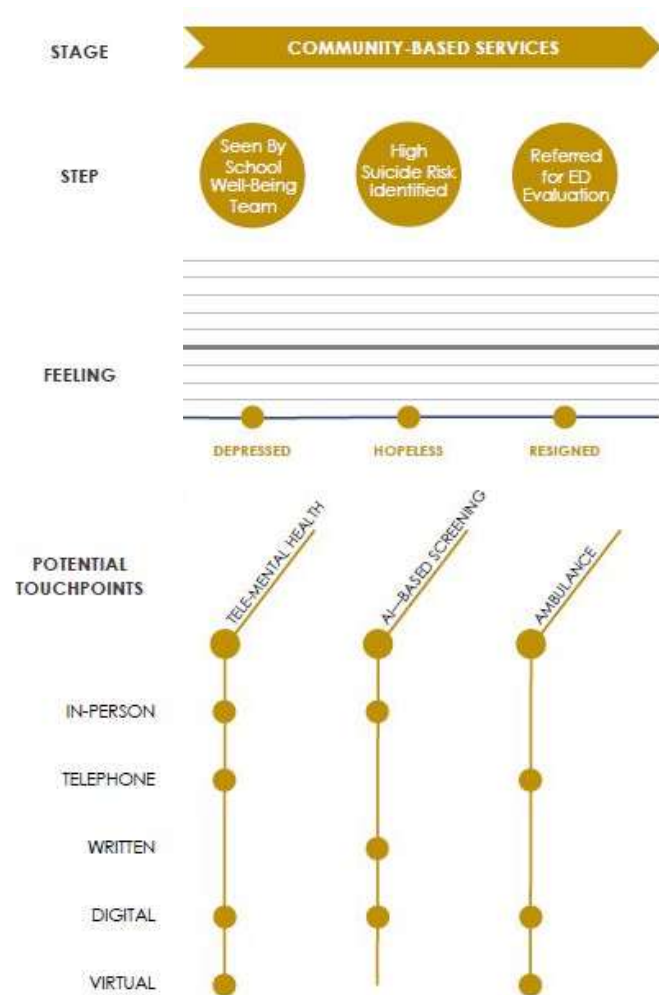 STAGE
COMMUNITY-BASED SERVICES
STEP
Seen By
School
Well-Being
Team
High
Suicide Risk
Identified
Referred
for ED
Evaluation
FEELING
DEPRESSED
HOPELESS
RESIGNED
POTENTIAL
TOUCHPOINTS
TELE-MENTAL HEALTH
AI—BASED SCREENING
AMBULANCE
IN-PERSON
TELEPHONE
WRITTEN
DIGITAL
VIRTUAL